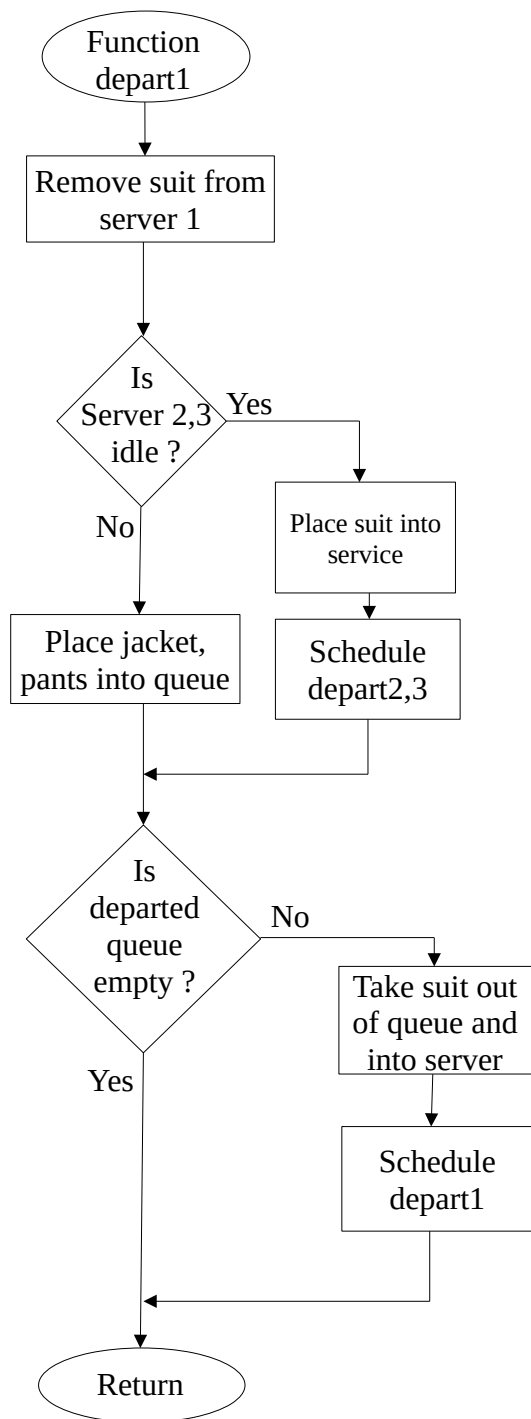 Function
depart1
Remove suit from
server 1
Is
Server 2,3
idle ?
Yes
No
Place suit into
service
Place jacket,
pants into queue
Schedule
depart2,3
Is
departed
queue
empty ?
No
Take suit out
of queue and
into server
Yes
Schedule
depart1
Return